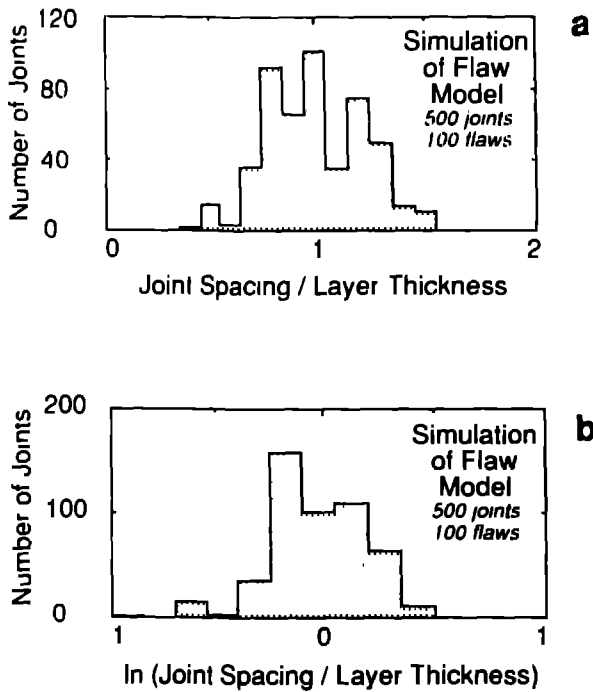 a
120
80
40
0
Number of Joints
Simulation
of Flaw
Model
500 joints
100 flaws
0 1 2
Joint Spacing / Layer Thickness
b
200
100
0
Number of Joints
Simulation
of Flaw
Model
500 joints
100 flaws
1 0 1
ln (Joint Spacing / Layer Thickness)